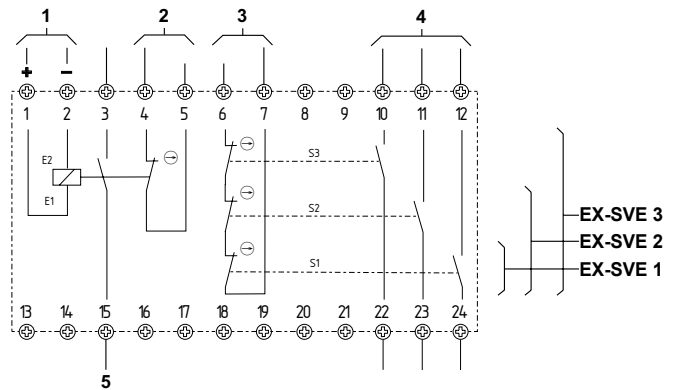 1 2 3 4
+ −
1 2 3 4 5 6 7 8 9 10 11 12
E2
E1
S3
S2
S1
EX-SVE 3
EX-SVE 2
EX-SVE 1
13 14 15 16 17 18 19 20 21 22 23 24
5